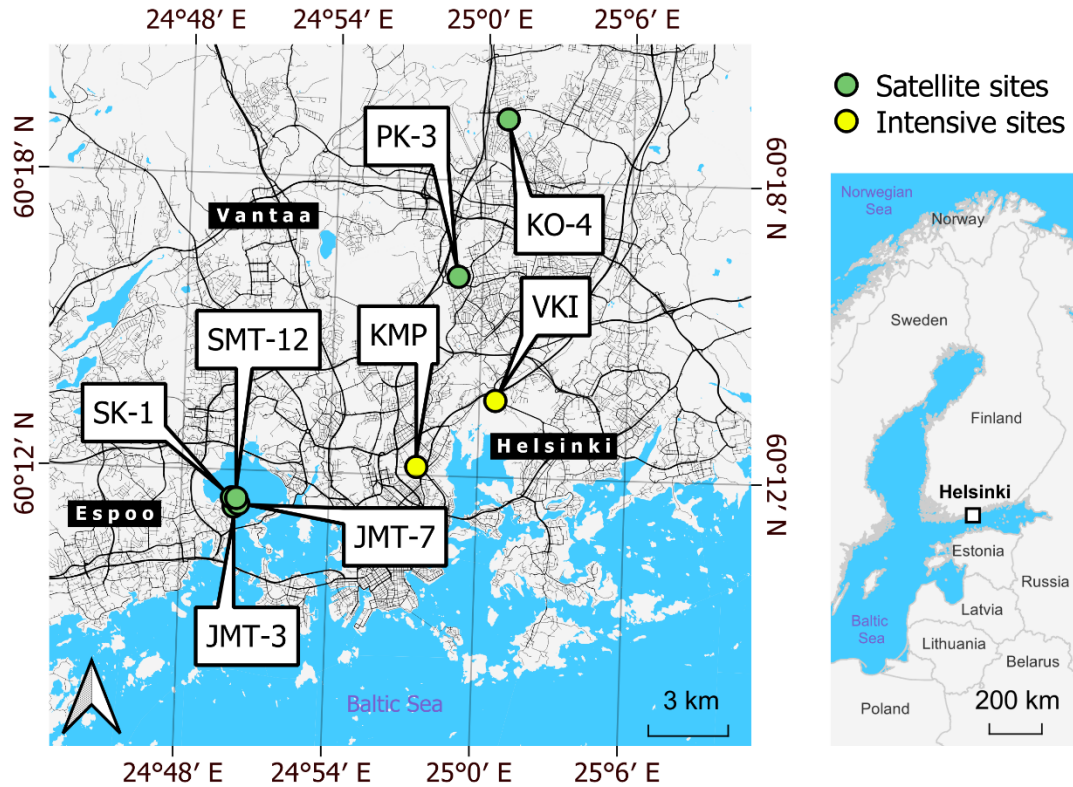 24°48′ E
24°54′ E
25°0′ E
25°6′ E
60°18′ N
60°12′ N
60°18′ N
60°12′ N
PK-3
KO-4
Vantaa
VKI
SMT-12
KMP
SK-1
Helsinki
Espoo
JMT-7
JMT-3
Baltic Sea
3 km
24°48′ E
24°54′ E
25°0′ E
25°6′ E
Satellite sites
Intensive sites
Norwegian
Sea
Norway
Sweden
Finland
Helsinki
Estonia
Russia
Latvia
Baltic
Sea
Lithuania
Belarus
Poland
200 km